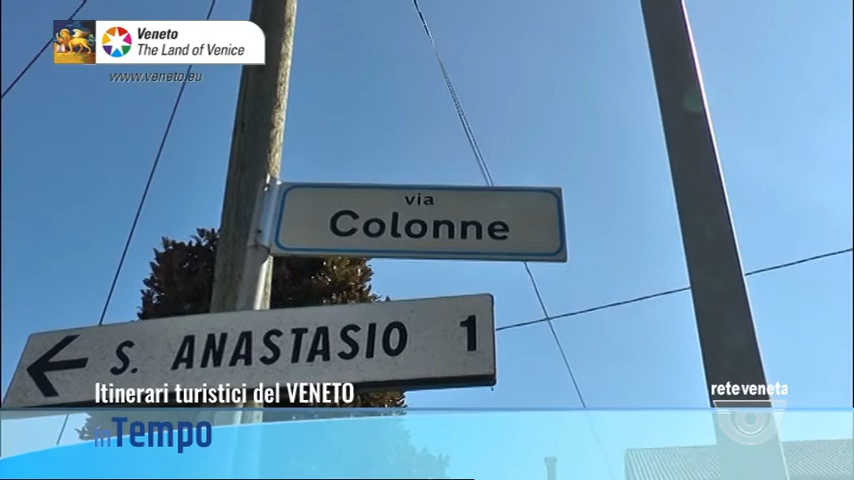 Veneto
The Land of Venice
www.veneto.eu
via
Colonne
S. ANASTASIO 1
Itinerari turistici del VENETO
reteveneta
inTempo